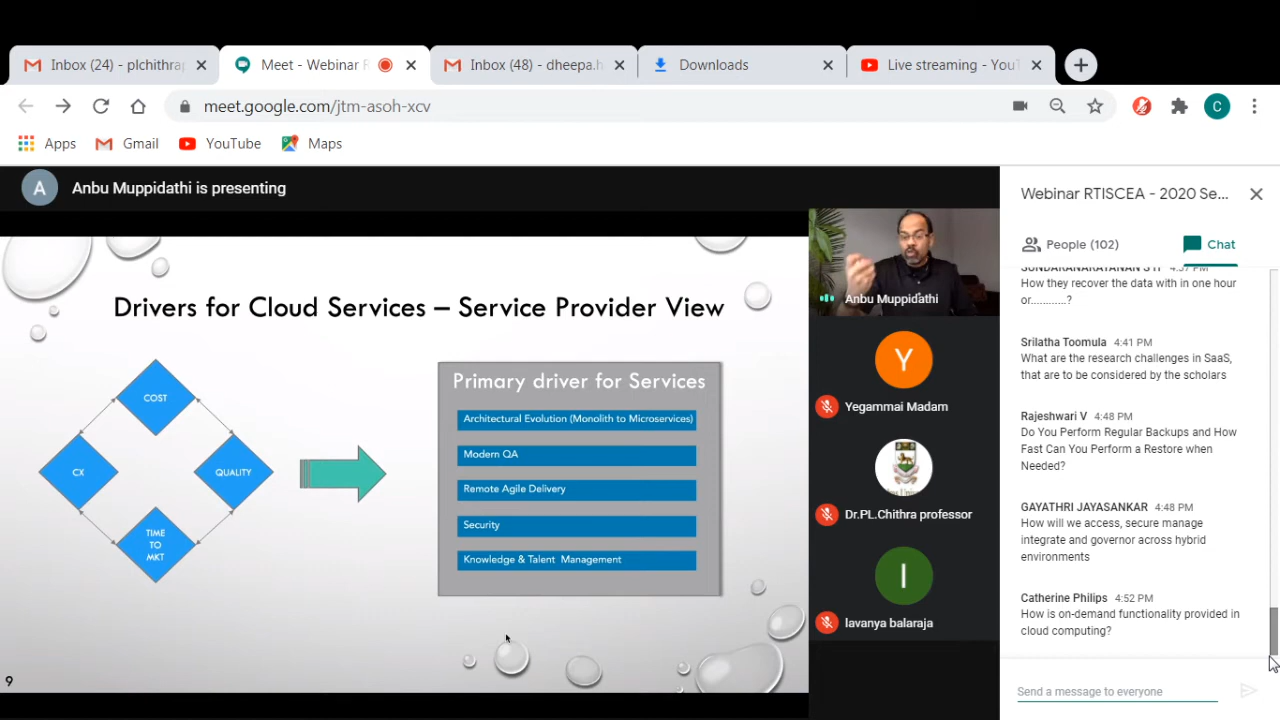 Inbox (24) - plchithrap
Meet - Webinar R
Inbox (48) - dheepa.h
Downloads
Live streaming - YouT
meet.google.com/jtm-asoh-xcv
C
Apps
Gmail
YouTube
Maps
A
Anbu Muppidathi is presenting
Drivers for Cloud Services – Service Provider View
COST
CX
QUALITY
TIME
TO
MKT
Primary driver for Services
Architectural Evolution (Monolith to Microservices)
Modern QA
Remote Agile Delivery
Security
Knowledge & Talent Management
9
Anbu Muppidathi
Y
Yegammai Madam
Dr.PL.Chithra professor
I
lavanya balaraja
Webinar RTISCEA - 2020 Se...
People (102)
Chat
How they recover the data with in one hour
or...........?
Srilatha Toomula 4:41 PM
What are the research challenges in SaaS,
that are to be considered by the scholars
Rajeshwari V 4:48 PM
Do You Perform Regular Backups and How
Fast Can You Perform a Restore when
Needed?
GAYATHRI JAYASANKAR 4:48 PM
How will we access, secure manage
integrate and governor across hybrid
environments
Catherine Philips 4:52 PM
How is on-demand functionality provided in
cloud computing?
Send a message to everyone